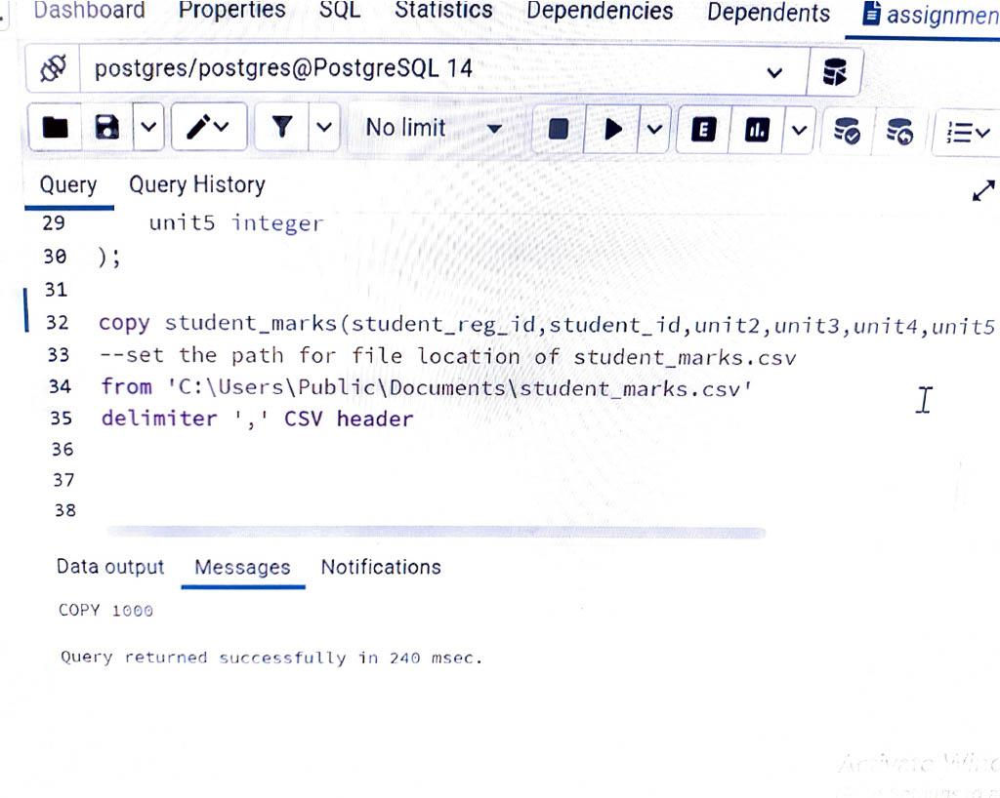 Dashboard Properties SQL Statistics Dependencies Dependents assignmen
postgres/postgres@PostgreSQL 14
No limit
E
Query Query History
29 unit5 integer
30 );
31
32 copy student_marks(student_reg_id,student_id,unit2,unit3,unit4,unit5
33 --set the path for file location of student_marks.csv
34 from 'C:\Users\Public\Documents\student_marks.csv'
35 delimiter ',' CSV header
36
37
38
Data output Messages Notifications
COPY 1000
Query returned successfully in 240 msec.
Activate Wind